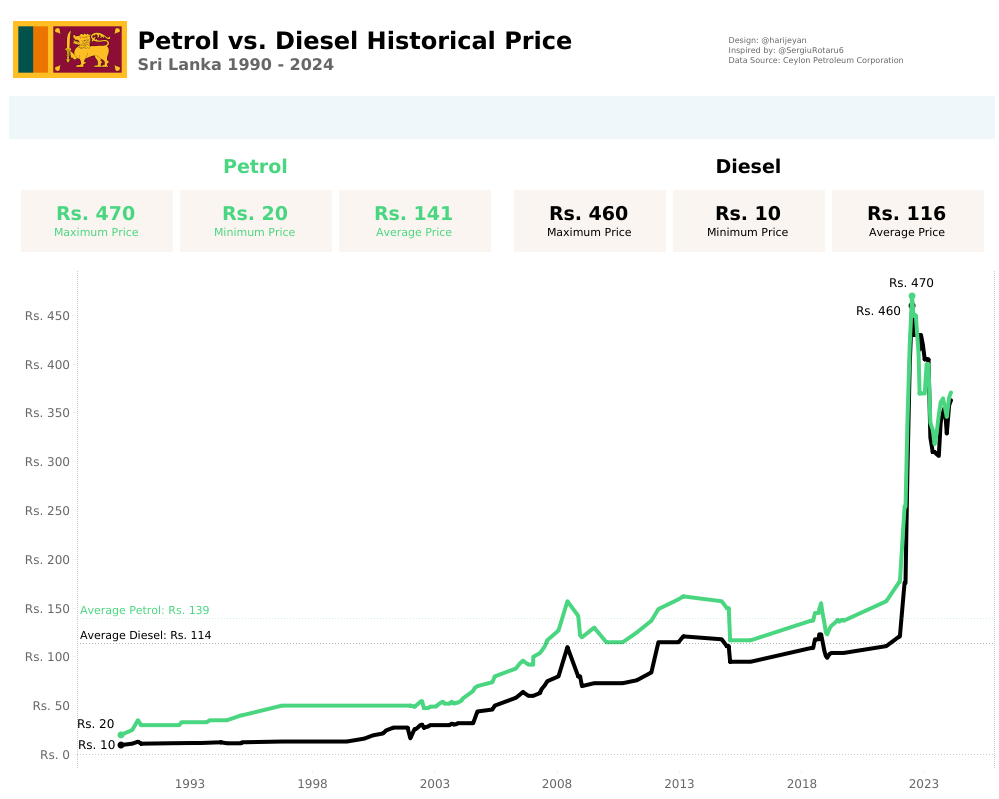 Petrol vs. Diesel Historical Price
Sri Lanka 1990 - 2024
Design: @harijeyan
Inspired by: @SergiuRotaru6
Data Source: Ceylon Petroleum Corporation
Petrol
Diesel
Rs. 470
Maximum Price
Rs. 20
Minimum Price
Rs. 141
Average Price
Rs. 460
Maximum Price
Rs. 10
Minimum Price
Rs. 116
Average Price
Rs. 470
Rs. 460
Rs. 450
Rs. 400
Rs. 350
Rs. 300
Rs. 250
Rs. 200
Rs. 150
Average Petrol: Rs. 139
Average Diesel: Rs. 114
Rs. 100
Rs. 50
Rs. 20
Rs. 10
Rs. 0
1993
1998
2003
2008
2013
2018
2023